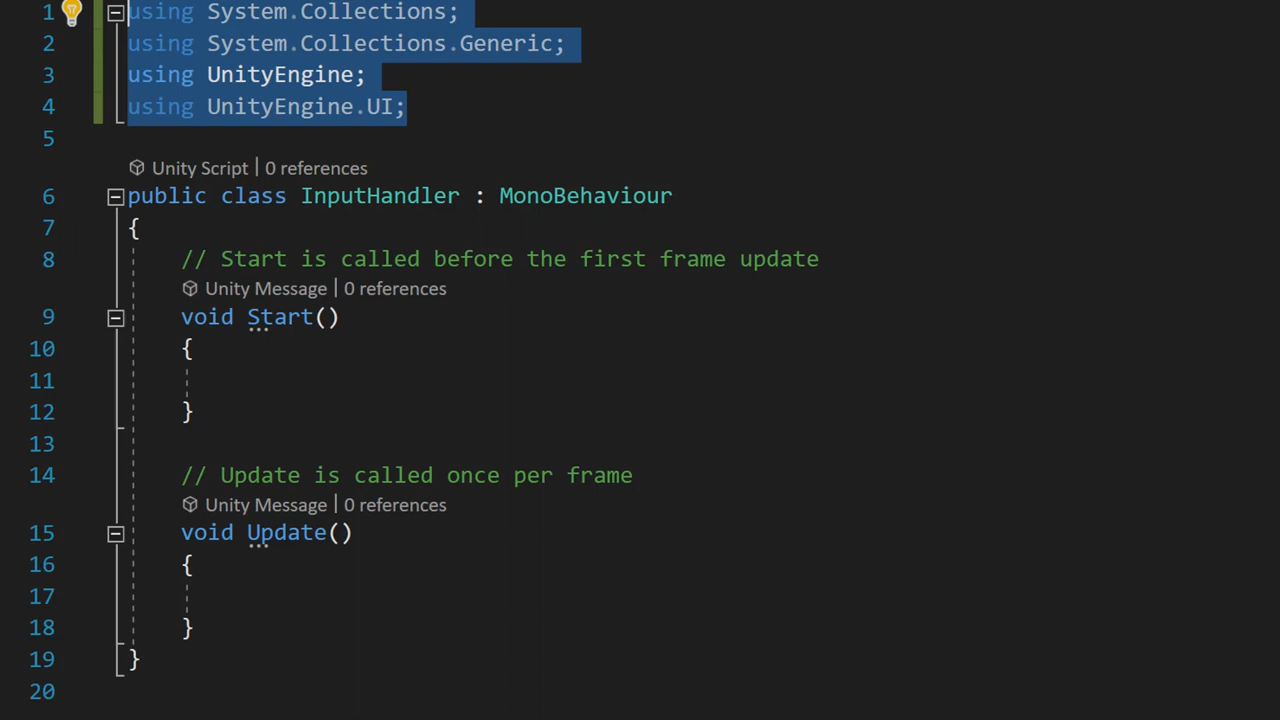 1 using System.Collections;
2 using System.Collections.Generic;
3 using UnityEngine;
4 using UnityEngine.UI;
5
Unity Script | 0 references
6 public class InputHandler : MonoBehaviour
7 {
8 // Start is called before the first frame update
Unity Message | 0 references
9 void Start()
10 {
11
12 }
13
14 // Update is called once per frame
Unity Message | 0 references
15 void Update()
16 {
17
18 }
19 }
20